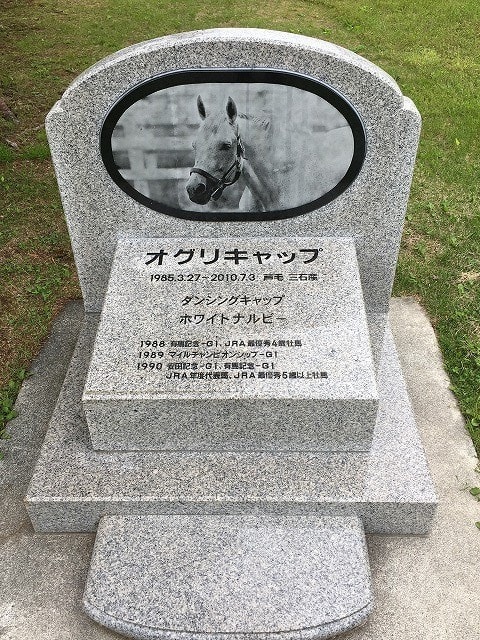 オグリキャップ
1985.3.27-2010.7.3 芦毛 三石産
ダンシングキャップ
ホワイトナルビー
1988 有馬記念-G1、JRA最優秀4歳牡馬
1989 マイルチャンピオンシップ-G1
1990 安田記念-G1、有馬記念-G1
JRA年度代表馬、JRA最優秀5歳以上牡馬